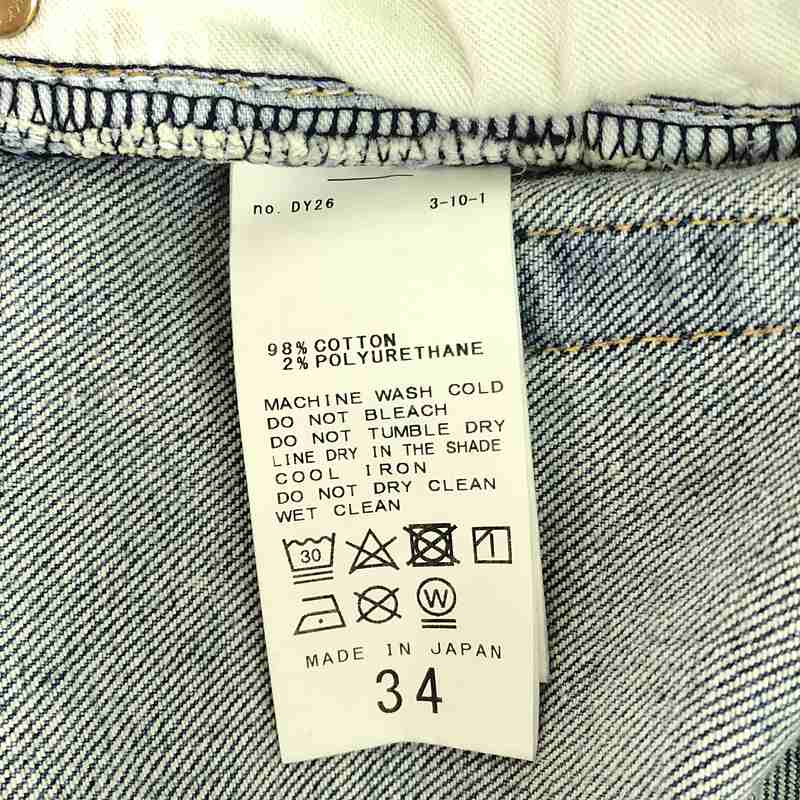 no. DY26 3-10-1
98% COTTON
2% POLYURETHANE
MACHINE WASH COLD
DO NOT BLEACH
DO NOT TUMBLE DRY
LINE DRY IN THE SHADE
COOL IRON
DO NOT DRY CLEAN
WET CLEAN
30
W
MADE IN JAPAN
34